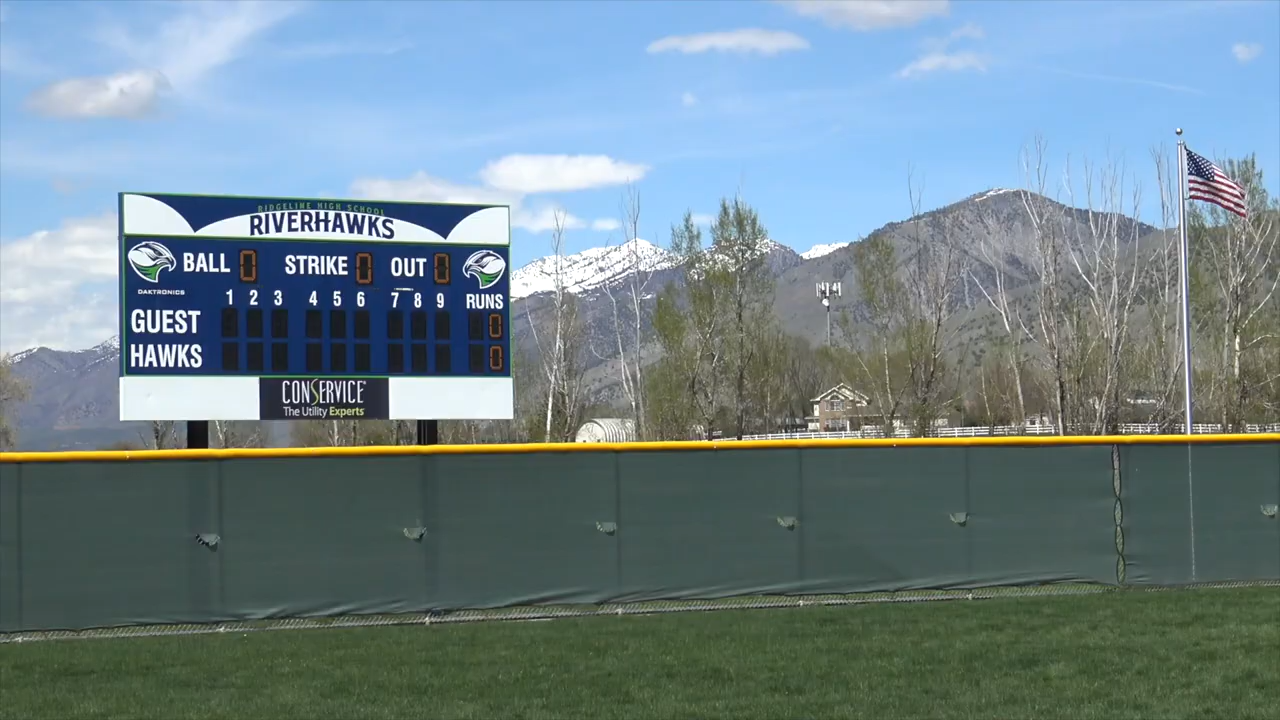 RIDGELINE HIGH SCHOOL
RIVERHAWKS
BALL 0 STRIKE 0 OUT 0
DAKTRONICS
1 2 3 4 5 6 7 8 9 RUNS
GUEST 0
HAWKS 0
CONSERVICE
The Utility Experts